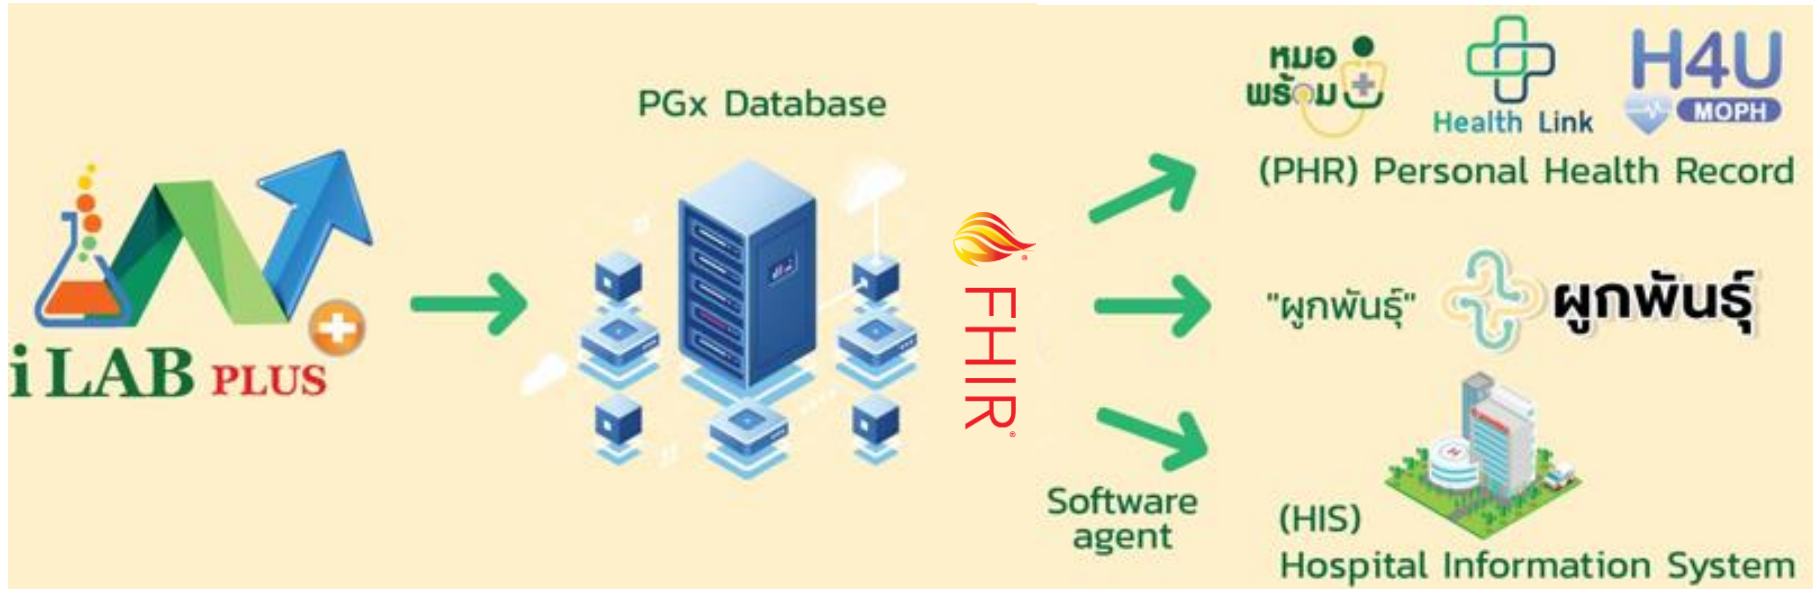 i LAB PLUS
PGx Database
FHIR
หมอ
พร้อม
Health Link
H4U
MOPH
(PHR) Personal Health Record
"ผูกพันธุ์"
ผูกพันธุ์
Software
agent
(HIS)
Hospital Information System
H